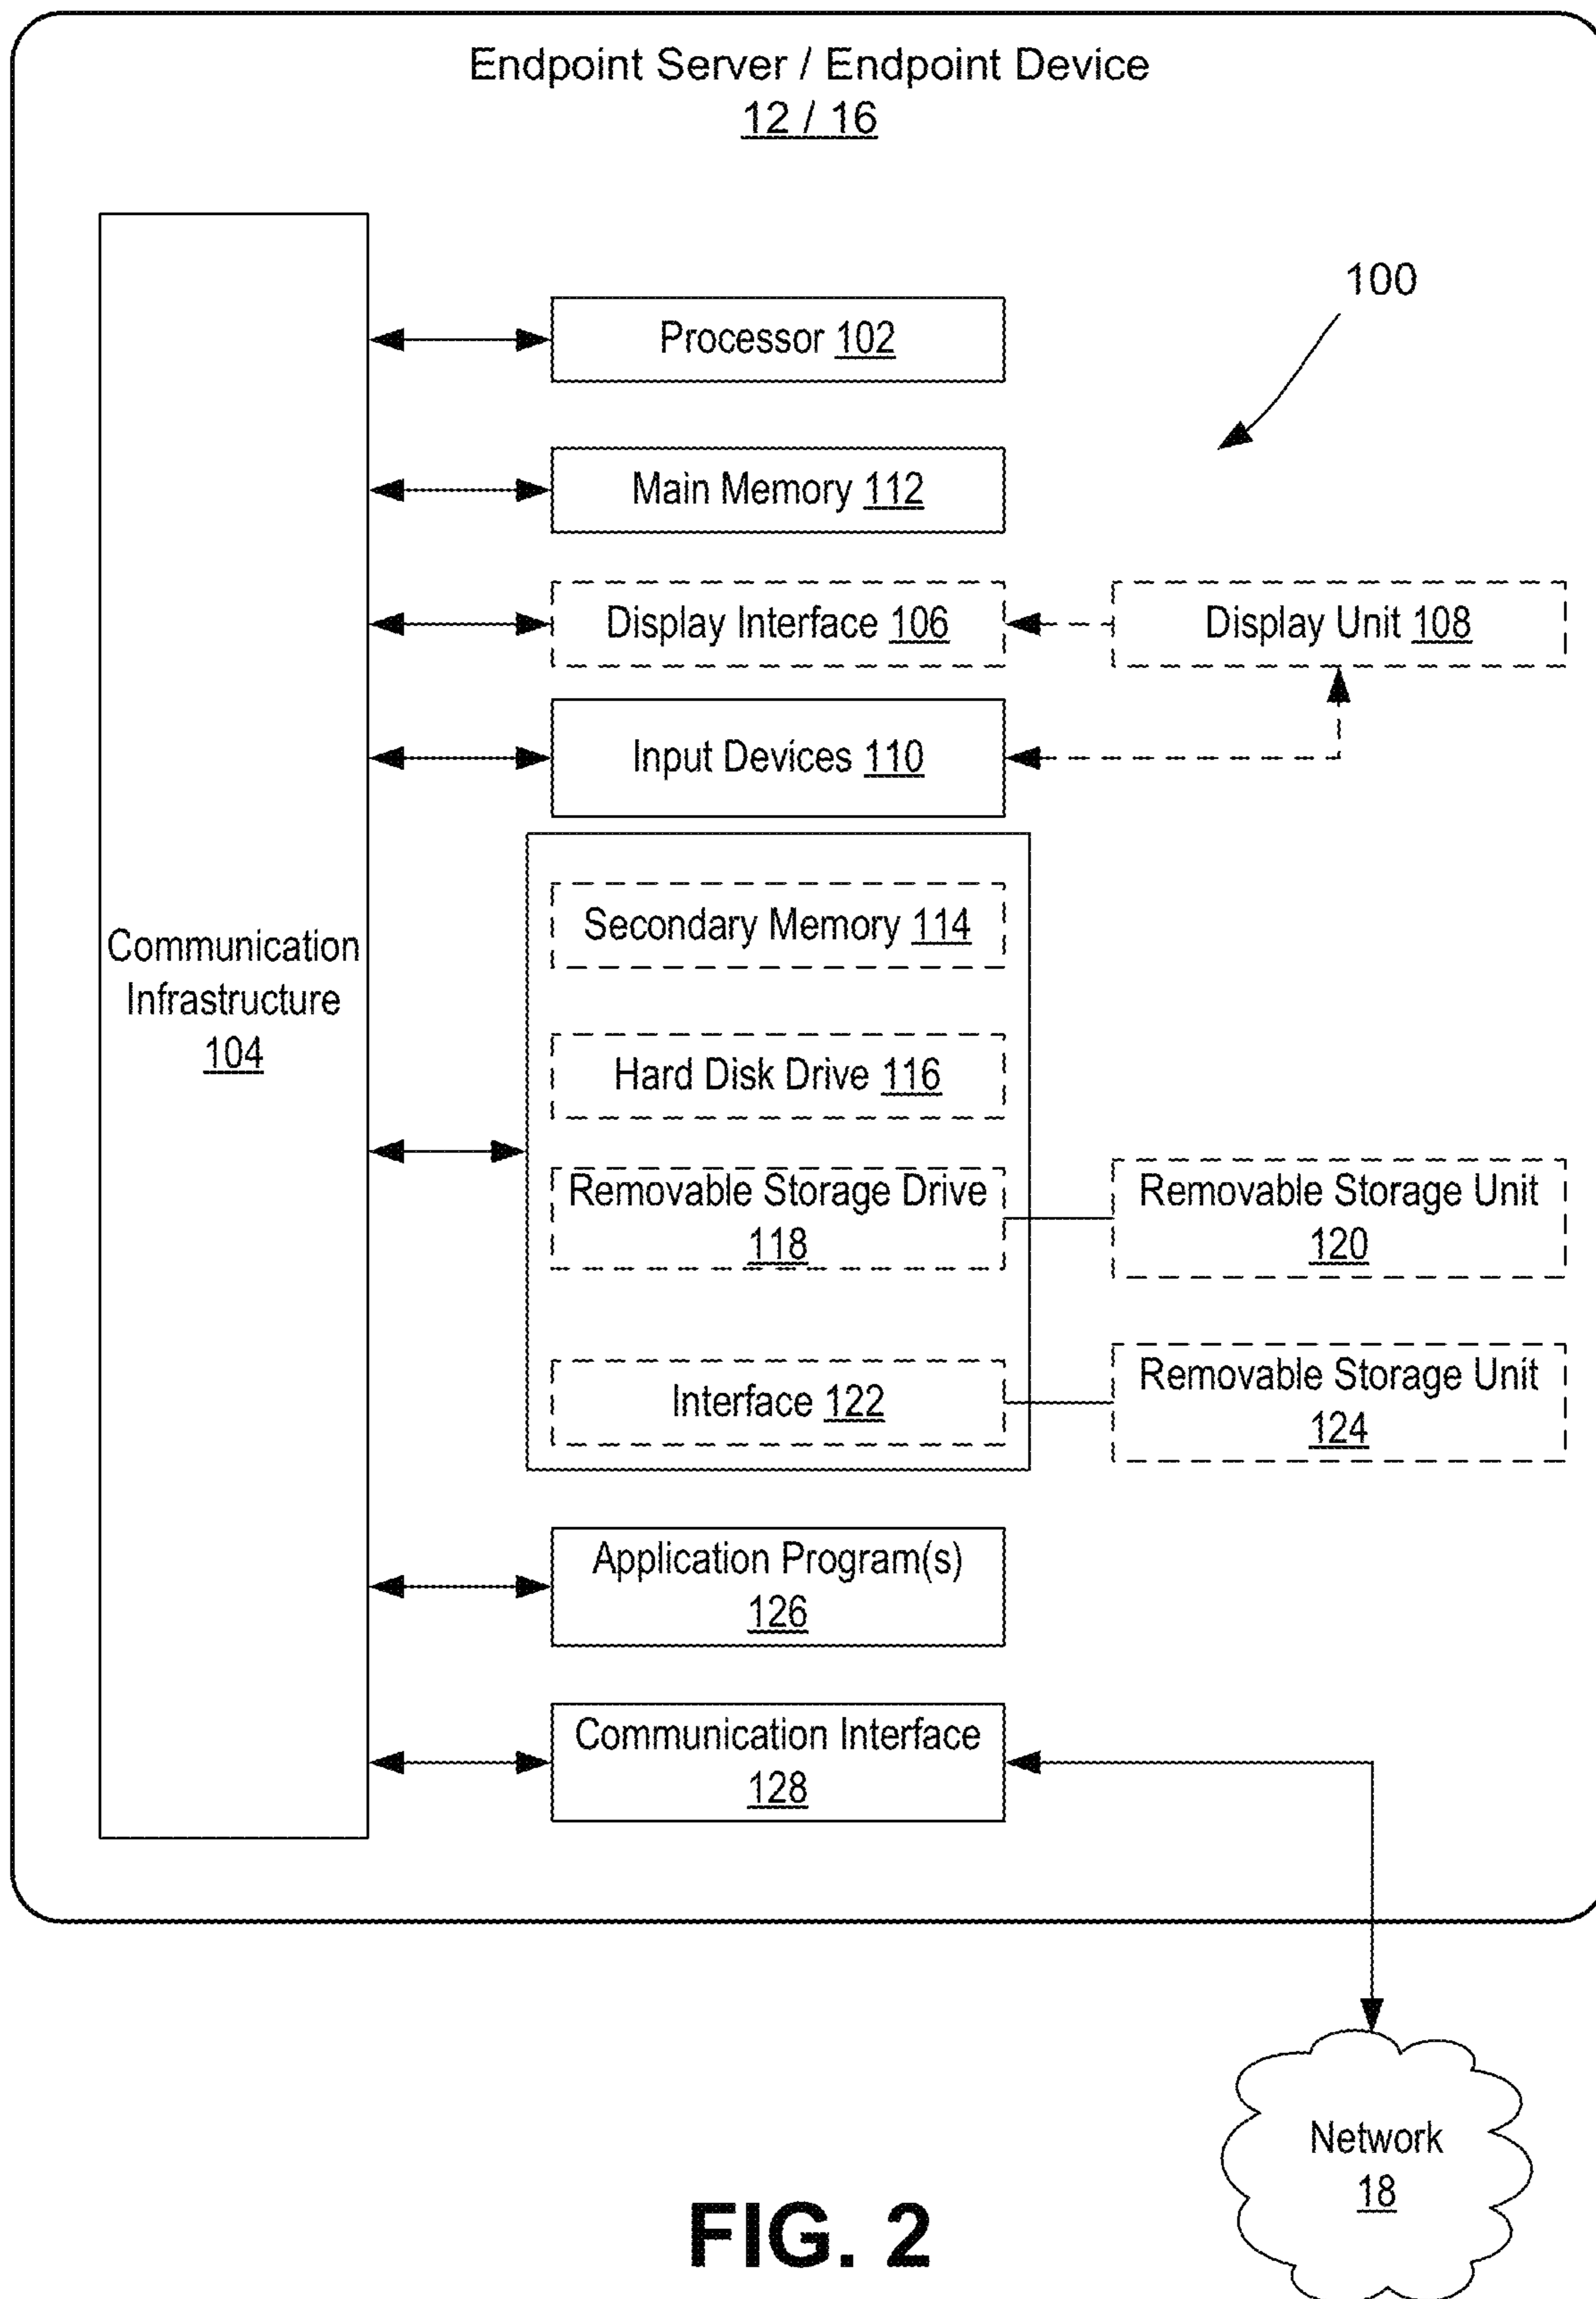 Endpoint Server / Endpoint Device
12 / 16
100
Processor 102
Main Memory 112
Display Interface 106
Display Unit 108
Input Devices 110
Communication
Infrastructure
104
Secondary Memory 114
Hard Disk Drive 116
Removable Storage Drive
118
Removable Storage Unit
120
Interface 122
Removable Storage Unit
124
Application Program(s)
126
Communication Interface
128
Network
18
FIG. 2